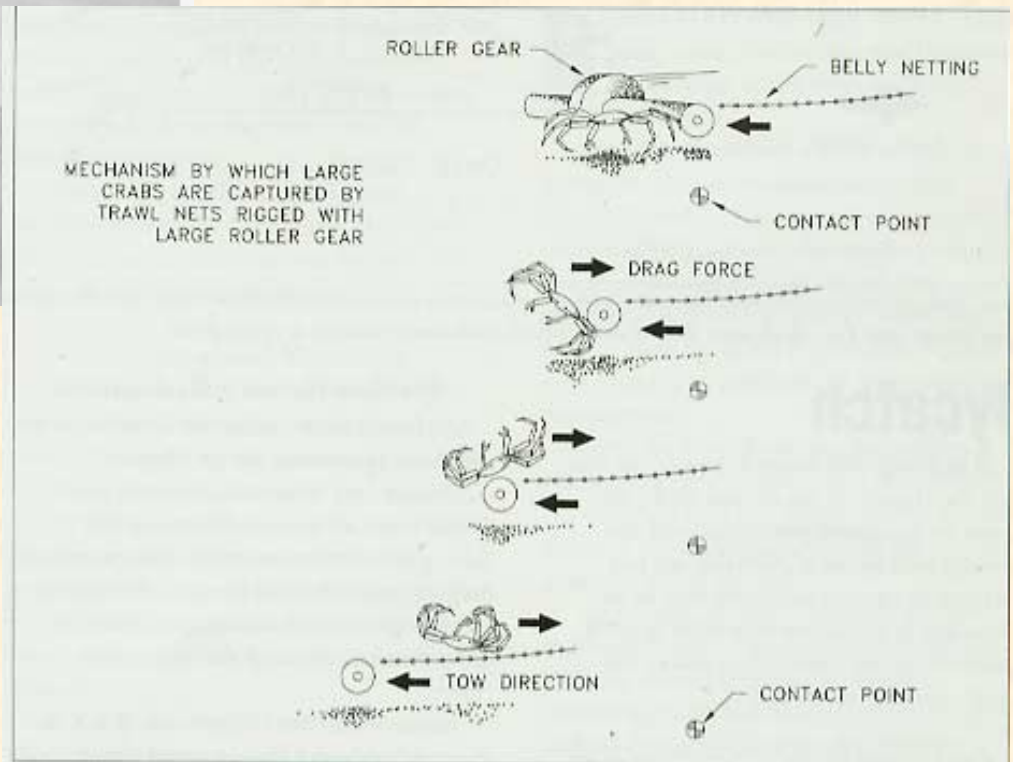 ROLLER GEAR
BELLY NETTING
MECHANISM BY WHICH LARGE
CRABS ARE CAPTURED BY
TRAWL NETS RIGGED WITH
LARGE ROLLER GEAR
CONTACT POINT
DRAG FORCE
TOW DIRECTION
CONTACT POINT